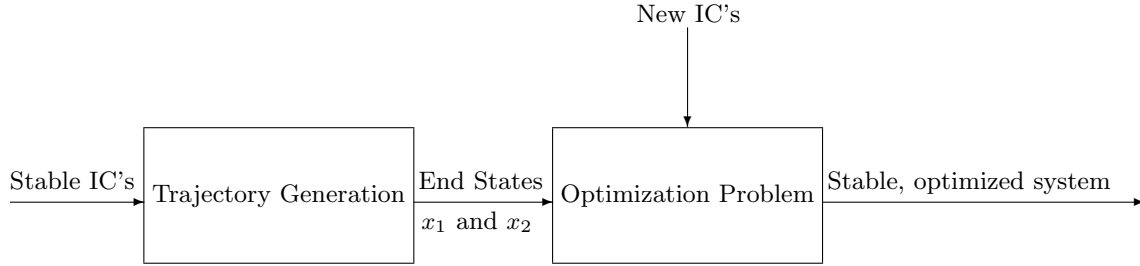 New IC's
Stable IC's
Trajectory Generation
End States
x₁ and x₂
Optimization Problem
Stable, optimized system